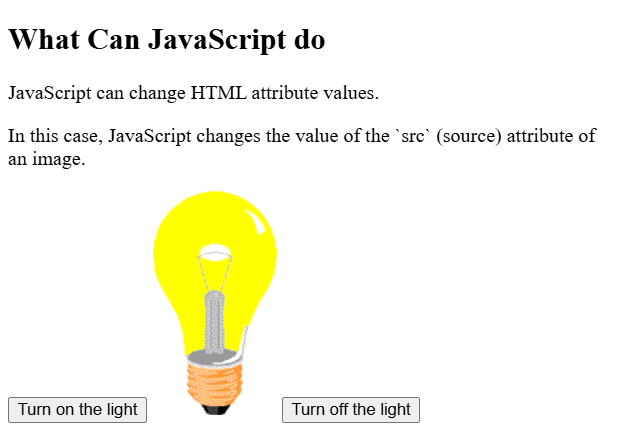 What Can JavaScript do
JavaScript can change HTML attribute values.
In this case, JavaScript changes the value of the `src` (source) attribute of
an image.
Turn on the light
Turn off the light